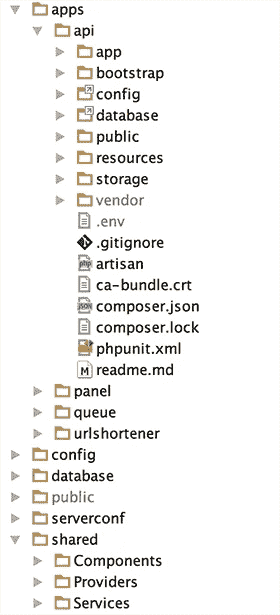 apps
api
app
bootstrap
config
database
public
resources
storage
vendor
.env
.gitignore
artisan
ca-bundle.crt
composer.json
composer.lock
phpunit.xml
readme.md
panel
queue
urlshortener
config
database
public
serverconf
shared
Components
Providers
Services